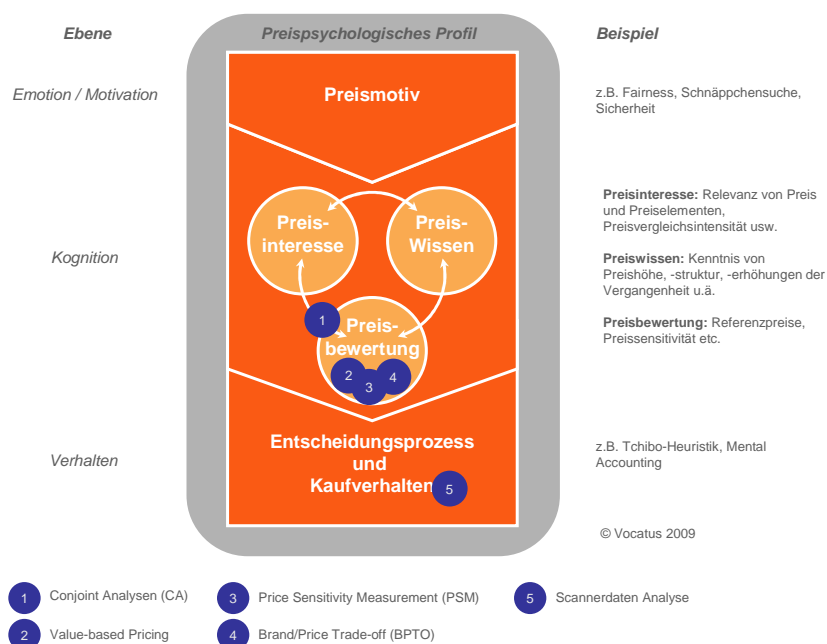 Ebene
Preispsychologisches Profil
Beispiel
Emotion / Motivation
Preismotiv
z.B. Fairness, Schnäppchensuche,
Sicherheit
Preis-
interesse
Preis-
Wissen
Kognition
Preisinteresse: Relevanz von Preis
und Preiselementen,
Preisvergleichsintensität usw.
Preiswissen: Kenntnis von
Preishöhe, -struktur, -erhöhungen der
Vergangenheit u.ä.
Preisbewertung: Referenzpreise,
Preissensitivität etc.
1
Preis-
bewertung
2
3
4
Verhalten
Entscheidungsprozess
und
Kaufverhalten
5
z.B. Tchibo-Heuristik, Mental
Accounting
© Vocatus 2009
1 Conjoint Analysen (CA)
3 Price Sensitivity Measurement (PSM)
5 Scannerdaten Analyse
2 Value-based Pricing
4 Brand/Price Trade-off (BPTO)